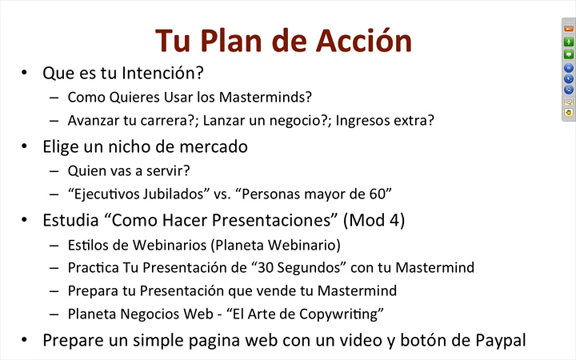 Tu Plan de Acción
• Que es tu Intención?
– Como Quieres Usar los Masterminds?
– Avanzar tu carrera?; Lanzar un negocio?; Ingresos extra?
• Elige un nicho de mercado
– Quien vas a servir?
– “Ejecutivos Jubilados” vs. “Personas mayor de 60”
• Estudia “Como Hacer Presentaciones” (Mod 4)
– Estilos de Webinarios (Planeta Webinario)
– Practica Tu Presentación de “30 Segundos” con tu Mastermind
– Prepara tu Presentación que vende tu Mastermind
– Planeta Negocios Web - “El Arte de Copywriting”
• Prepare un simple pagina web con un video y botón de Paypal